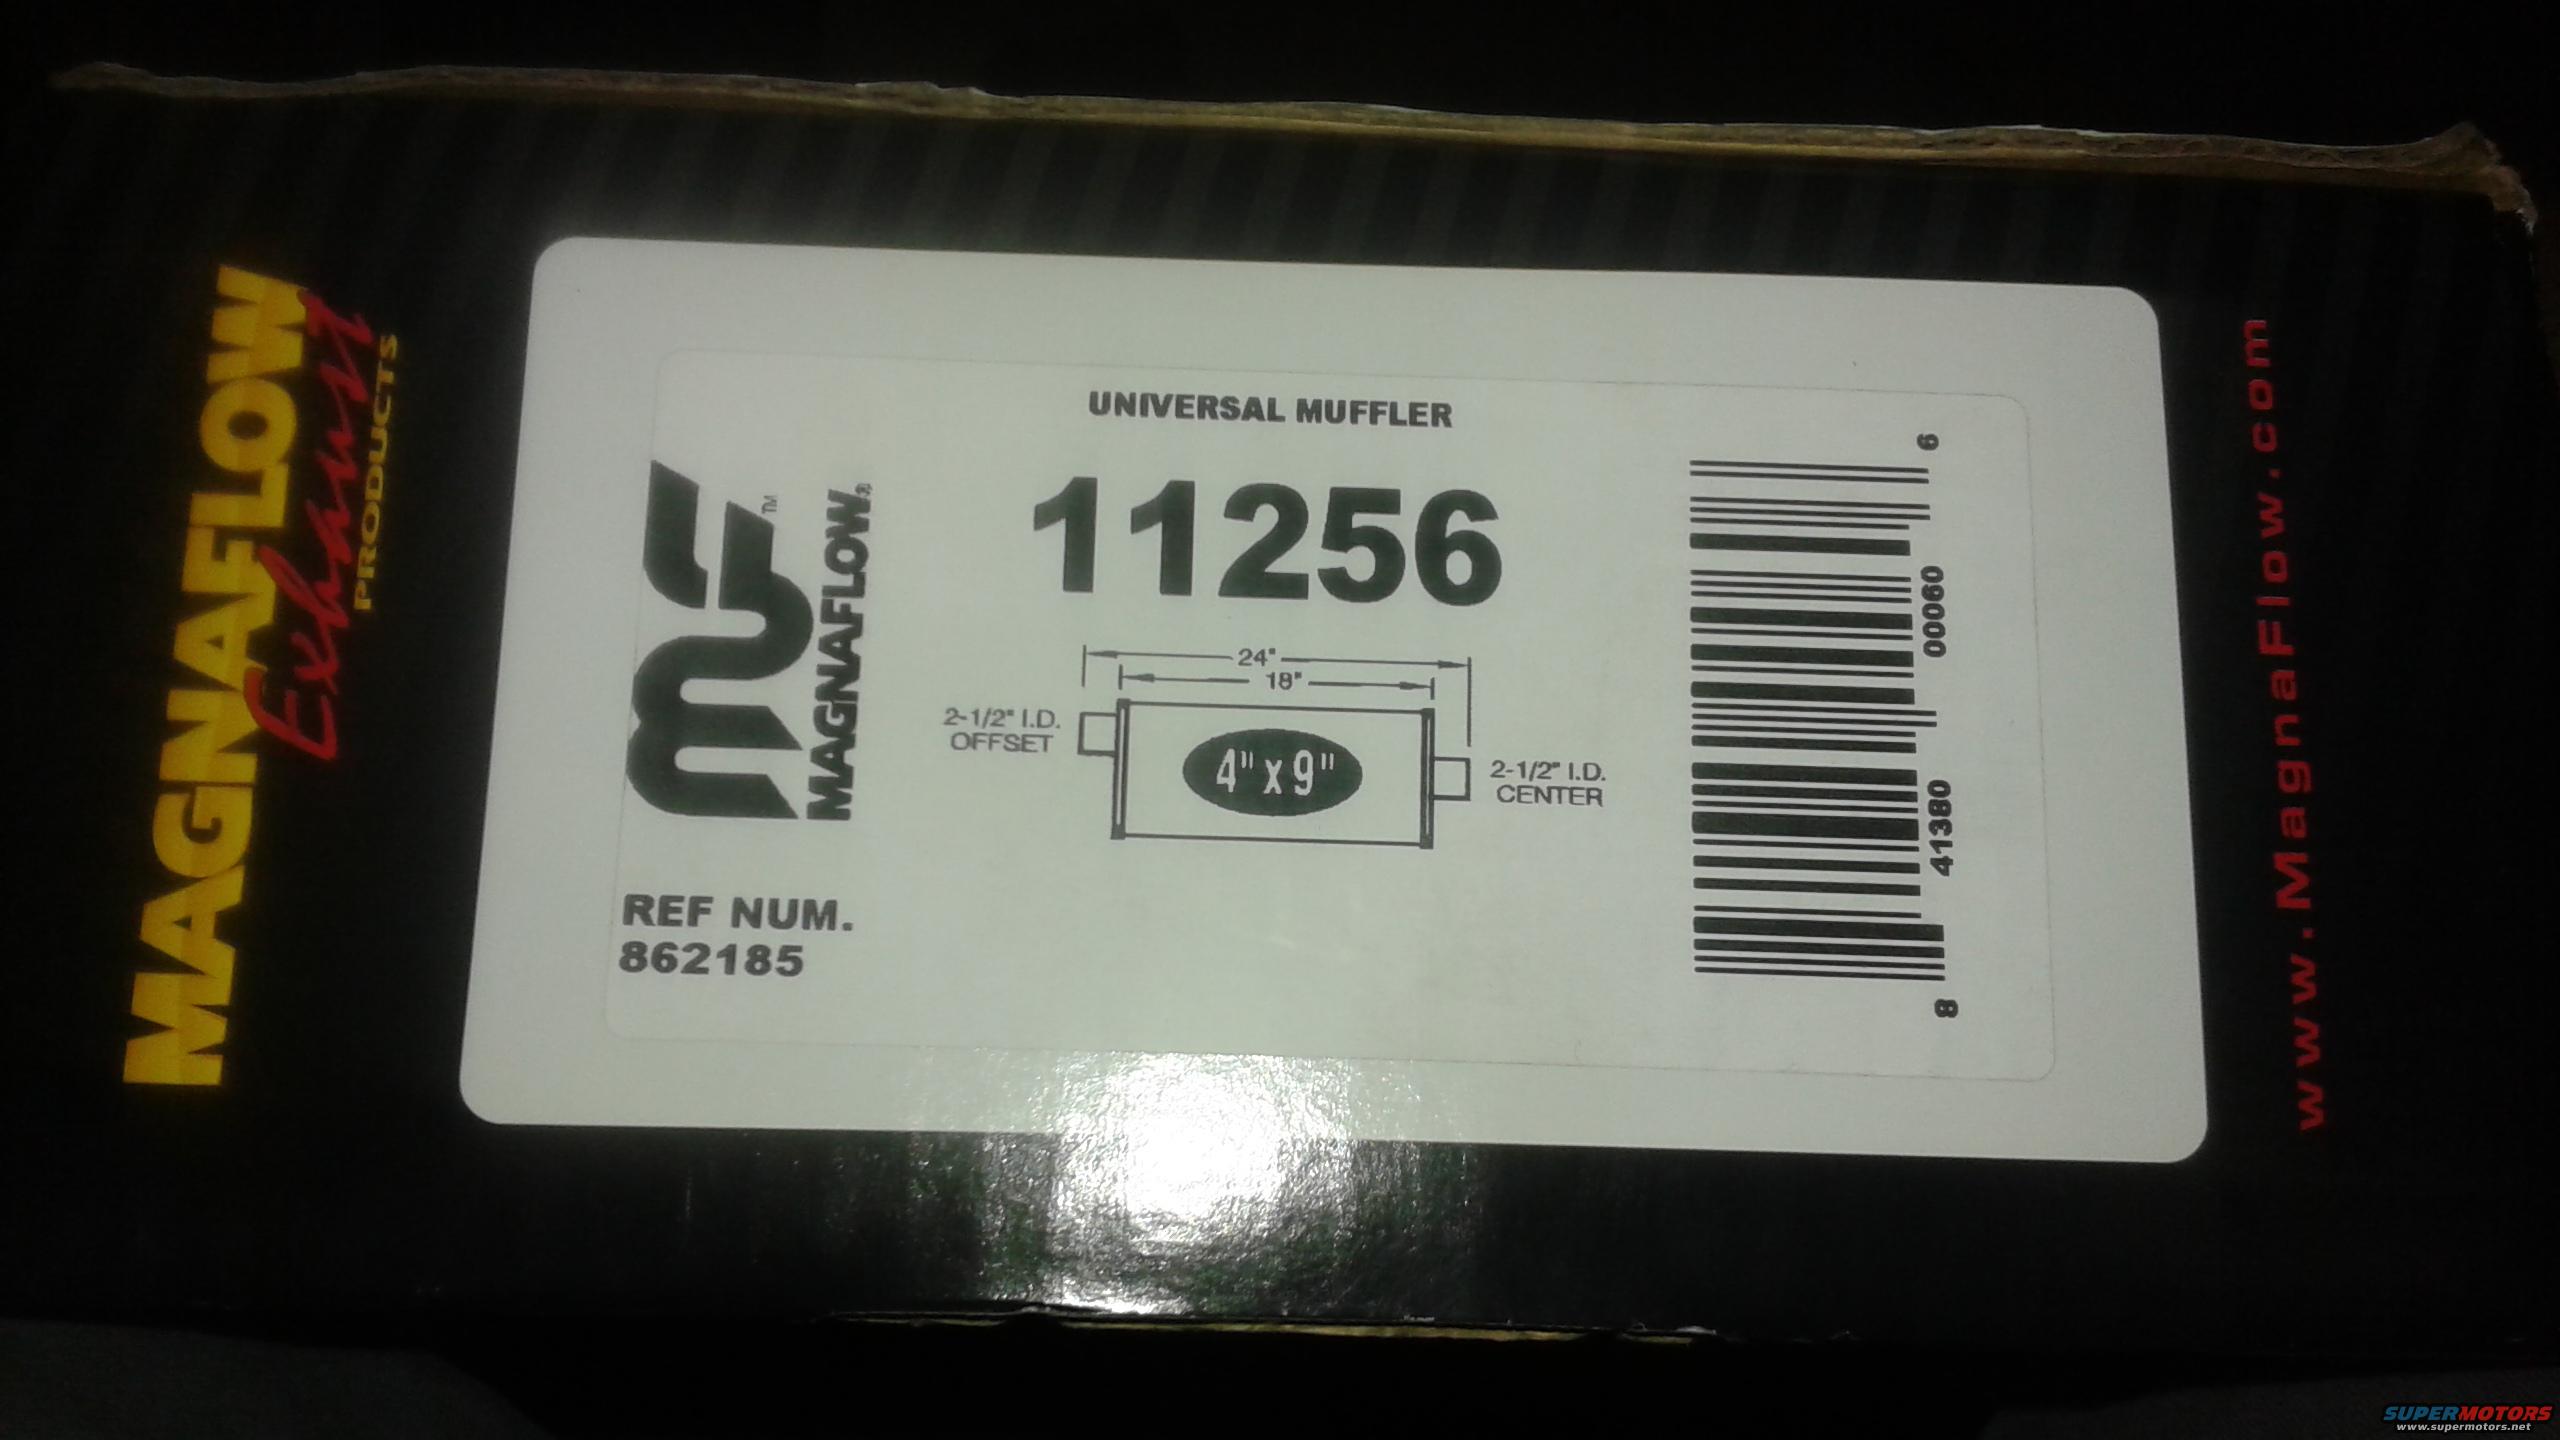 MAGNAFLOW
Exhaust
PRODUCTS
UNIVERSAL MUFFLER
11256
MF™
MAGNAFLOW®
24"
18"
2-1/2" I.D.
OFFSET
4" x 9"
2-1/2" I.D.
CENTER
REF NUM.
862185
8 41380 00060 6
www.MagnaFlow.com
SUPERMOTORS
www.supermotors.net